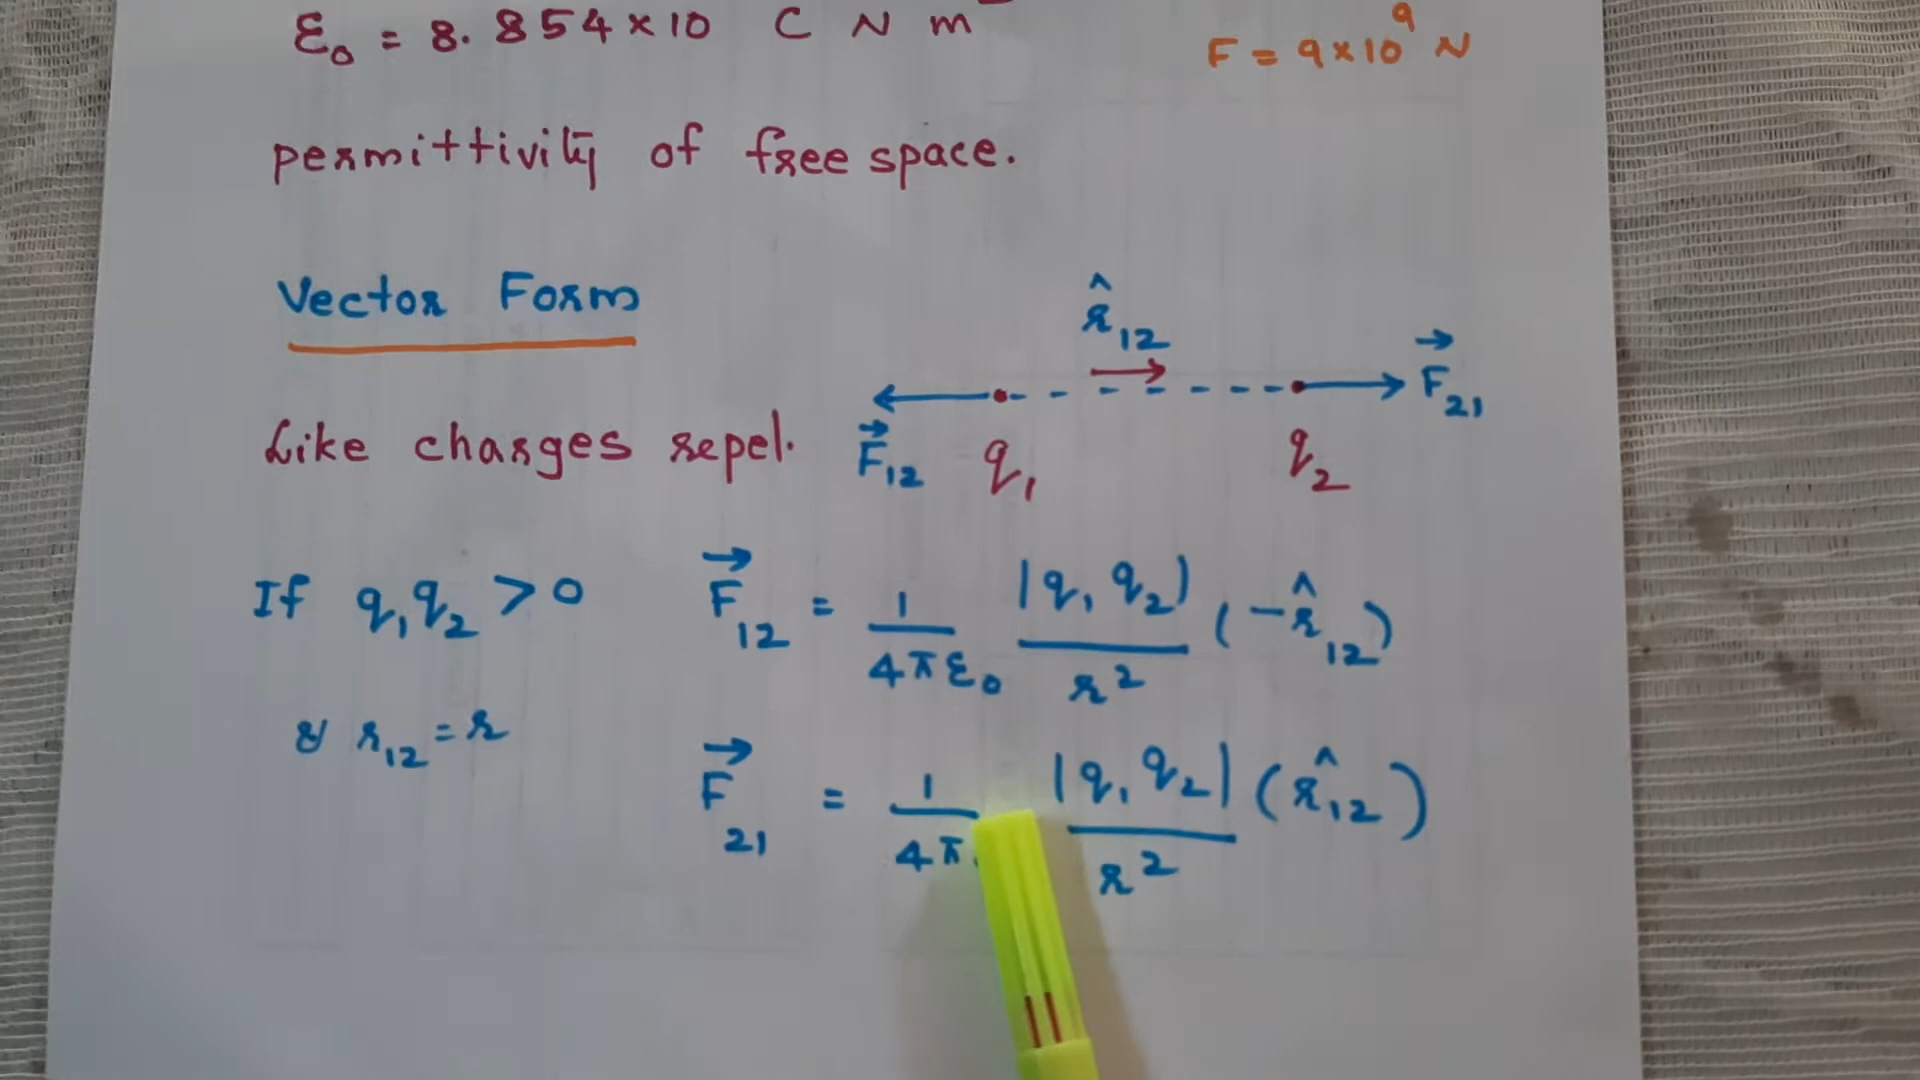 ε₀ = 8.854×10 C N m
F = 9×10⁹ N
permittivity of free space.
Vector Form
r̂₁₂
F⃗₂₁
Like charges repel.
F⃗₁₂ q₁ q₂
If q₁q₂ > 0 F⃗₁₂ = 1/4πε₀ |q₁q₂|/r² (-r̂₁₂)
& r₁₂ = r
F⃗₂₁ = 1/4π |q₁q₂|/r² (r̂₁₂)